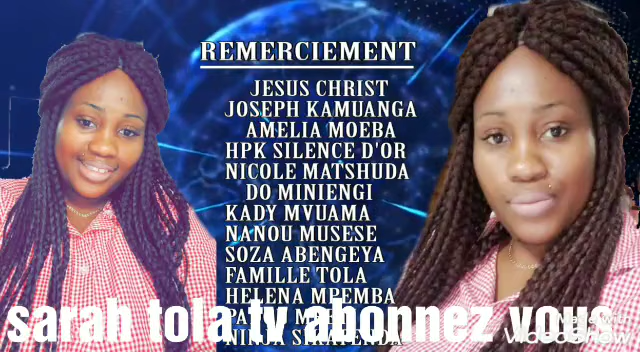 REMERCIEMENT
JESUS CHRIST
JOSEPH KAMUANGA
AMELIA MOEBA
HPK SILENCE D'OR
NICOLE MATSHUDA
DO MINIENGI
KADY MVUAMA
NANOU MUSESE
SOZA ABENGEYA
FAMILLE TOLA
HELENA MPEMBA
sarah tola tv abonnez vous
VideoShow